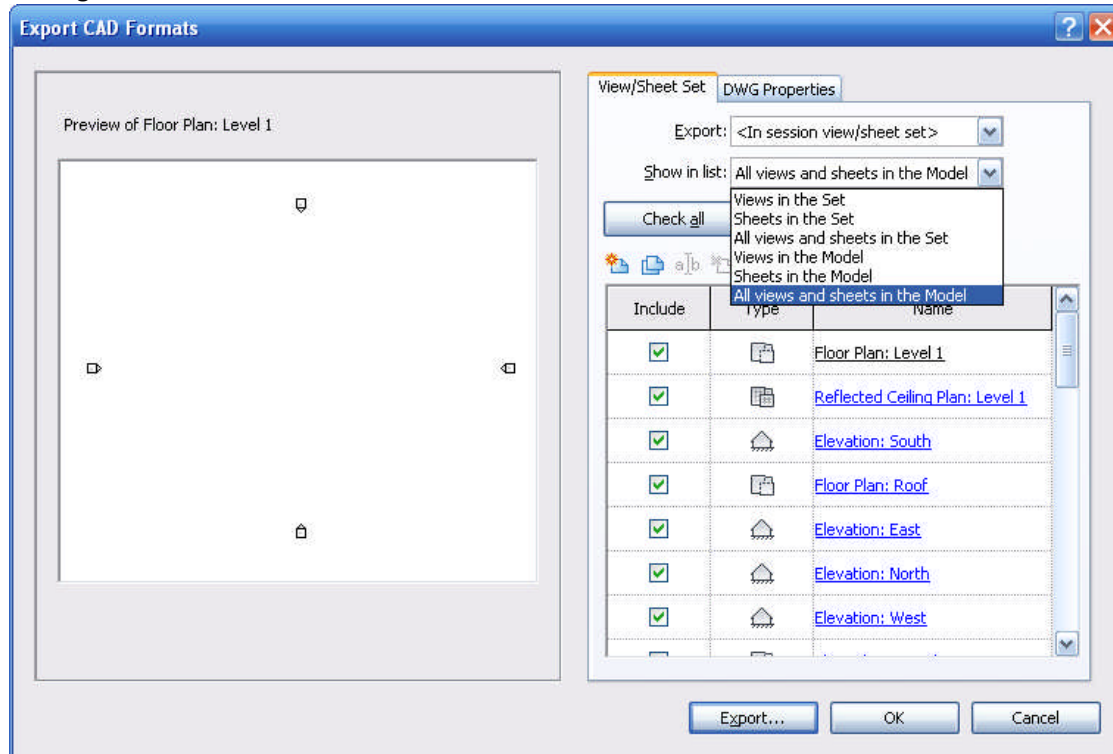 Export CAD Formats
Preview of Floor Plan: Level 1
View/Sheet Set
DWG Properties
Export: <In session view/sheet set>
Show in list: All views and sheets in the Model
Views in the Set
Sheets in the Set
All views and sheets in the Set
Views in the Model
Sheets in the Model
All views and sheets in the Model
Check all
Include Type Name
Floor Plan: Level 1
Reflected Ceiling Plan: Level 1
Elevation: South
Floor Plan: Roof
Elevation: East
Elevation: North
Elevation: West
Export... OK Cancel